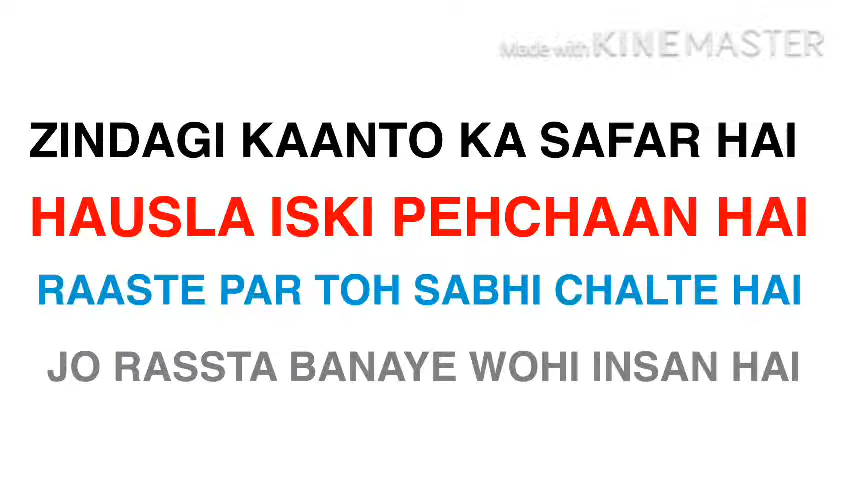 Made with KINEMASTER
ZINDAGI KAANTO KA SAFAR HAI
HAUSLA ISKI PEHCHAAN HAI
RAASTE PAR TOH SABHI CHALTE HAI
JO RASSTA BANAYE WOHI INSAN HAI